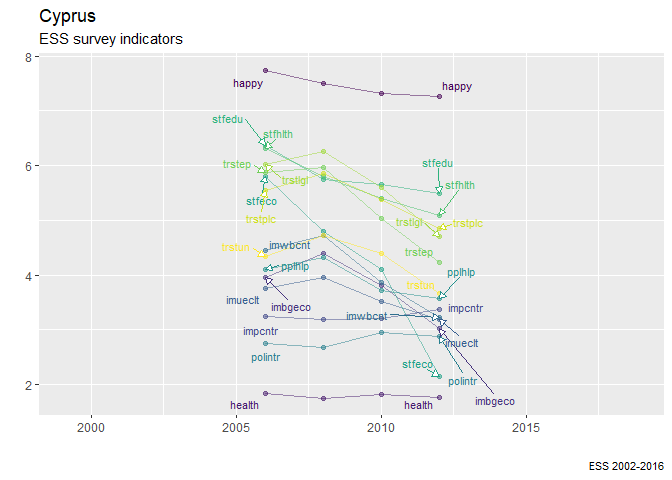 Cyprus
ESS survey indicators
8
happy
happy
stfedu
stfhlth
6
trstep
stfedu
stfhlth
trstlgl
stfeco
trstplc
trstlgl
trstplc
trstun
imwbcnt
trstep
4
pplhlp
pplhlp
trstun
imueclt
imbgeco
impcntr
imwbcnt
impcntr
imueclt
polintr
stfeco
polintr
2
health
health
imbgeco
2000
2005
2010
2015
ESS 2002-2016